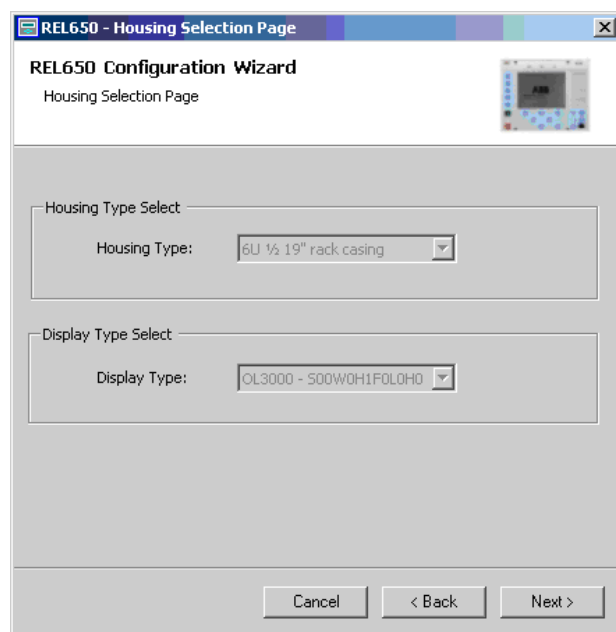 REL650 - Housing Selection Page
REL650 Configuration Wizard
Housing Selection Page
ABB
Housing Type Select
Housing Type: 6U ½ 19" rack casing
Display Type Select
Display Type: OL3000 - S00W0H1F0L0H0
Cancel < Back Next >